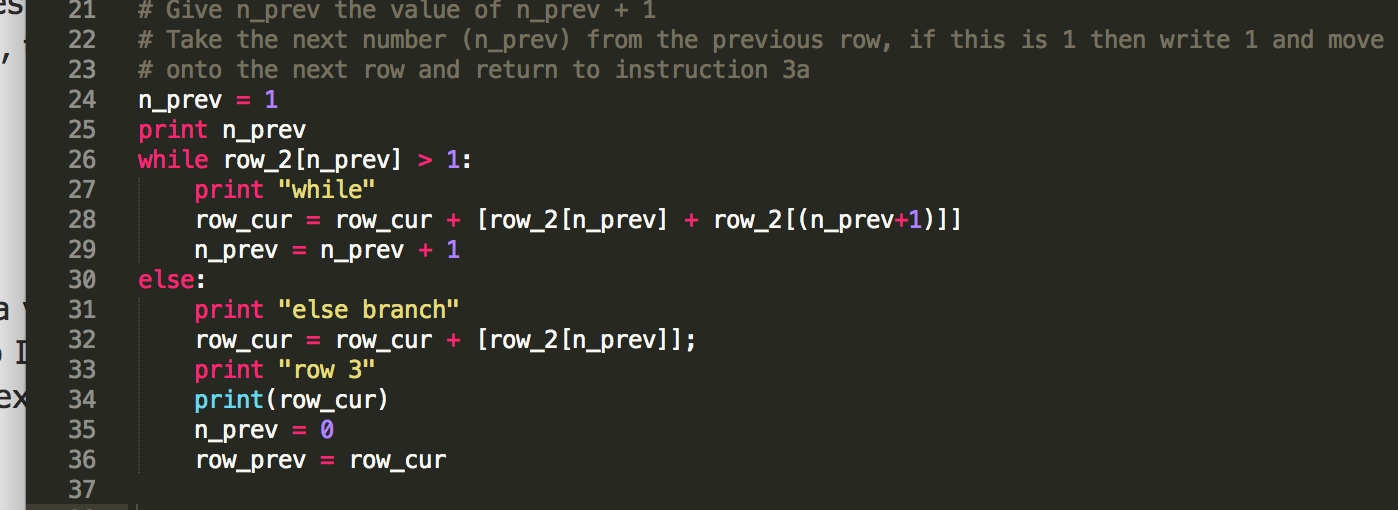 es
,
a
o I
ex
21 # Give n_prev the value of n_prev + 1
22 # Take the next number (n_prev) from the previous row, if this is 1 then write 1 and move
23 # onto the next row and return to instruction 3a
24 n_prev = 1
25 print n_prev
26 while row_2[n_prev] > 1:
27     print "while"
28     row_cur = row_cur + [row_2[n_prev] + row_2[(n_prev+1)]]
29     n_prev = n_prev + 1
30 else:
31     print "else branch"
32     row_cur = row_cur + [row_2[n_prev]];
33     print "row 3"
34     print(row_cur)
35     n_prev = 0
36     row_prev = row_cur
37